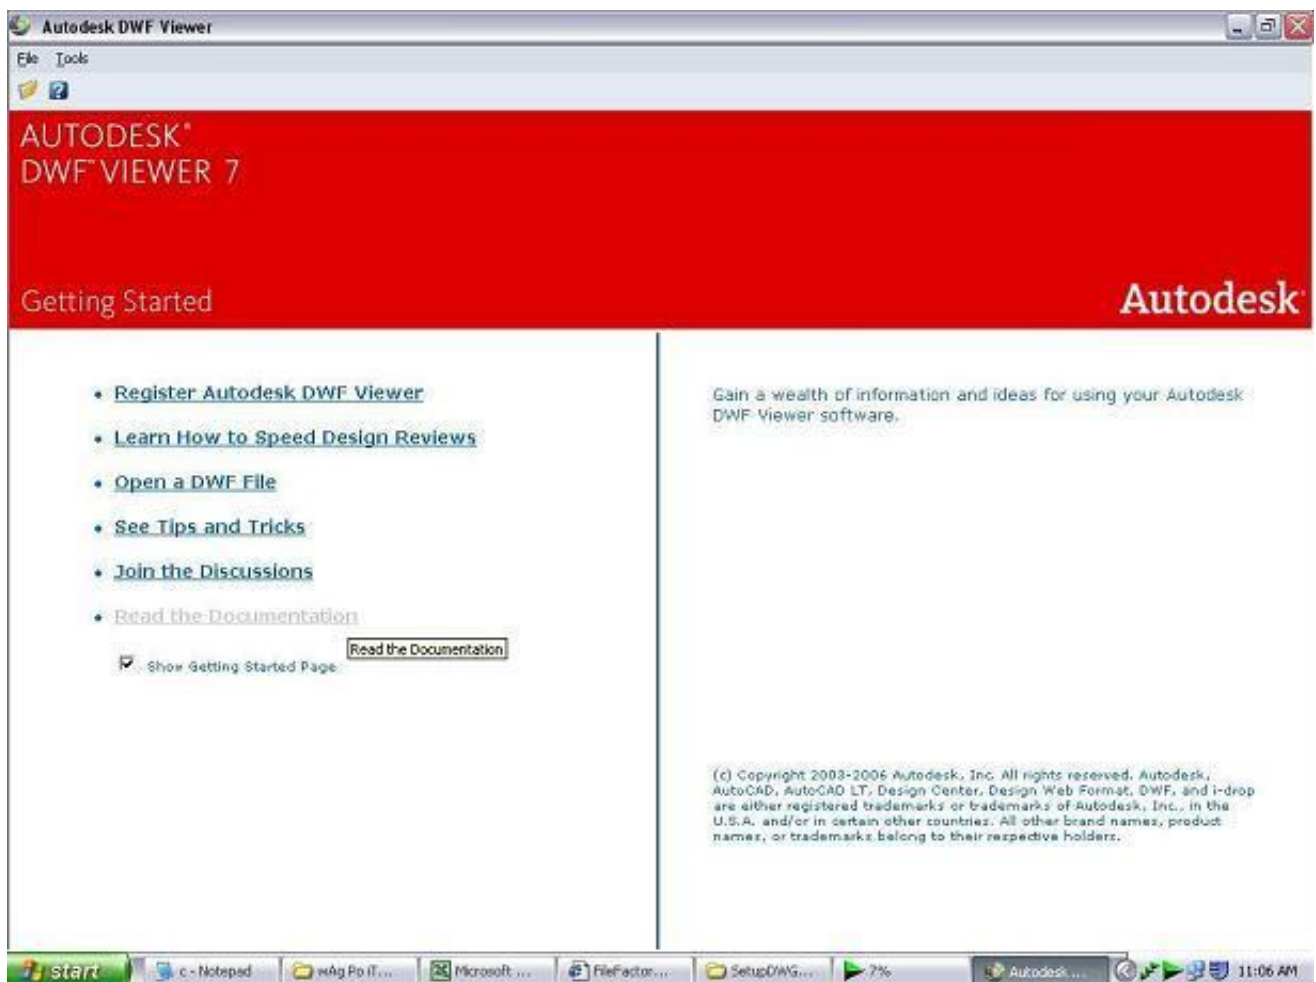 Autodesk DWF Viewer
File Tools
AUTODESK®
DWF™ VIEWER 7
Getting Started
Autodesk
• Register Autodesk DWF Viewer
• Learn How to Speed Design Reviews
• Open a DWF File
• See Tips and Tricks
• Join the Discussions
• Read the Documentation
Read the Documentation
Show Getting Started Page
Gain a wealth of information and ideas for using your Autodesk
DWF Viewer software.
(c) Copyright 2003-2006 Autodesk, Inc. All rights reserved. Autodesk,
AutoCAD, AutoCAD LT, Design Center, Design Web Format, DWF, and i-drop
are either registered trademarks or trademarks of Autodesk, Inc., in the
U.S.A. and/or in certain other countries. All other brand names, product
names, or trademarks belong to their respective holders.
start c - Notepad wAg Po iT... Microsoft ... FileFactor... SetupDWG... 7% Autodesk ... 11:06 AM